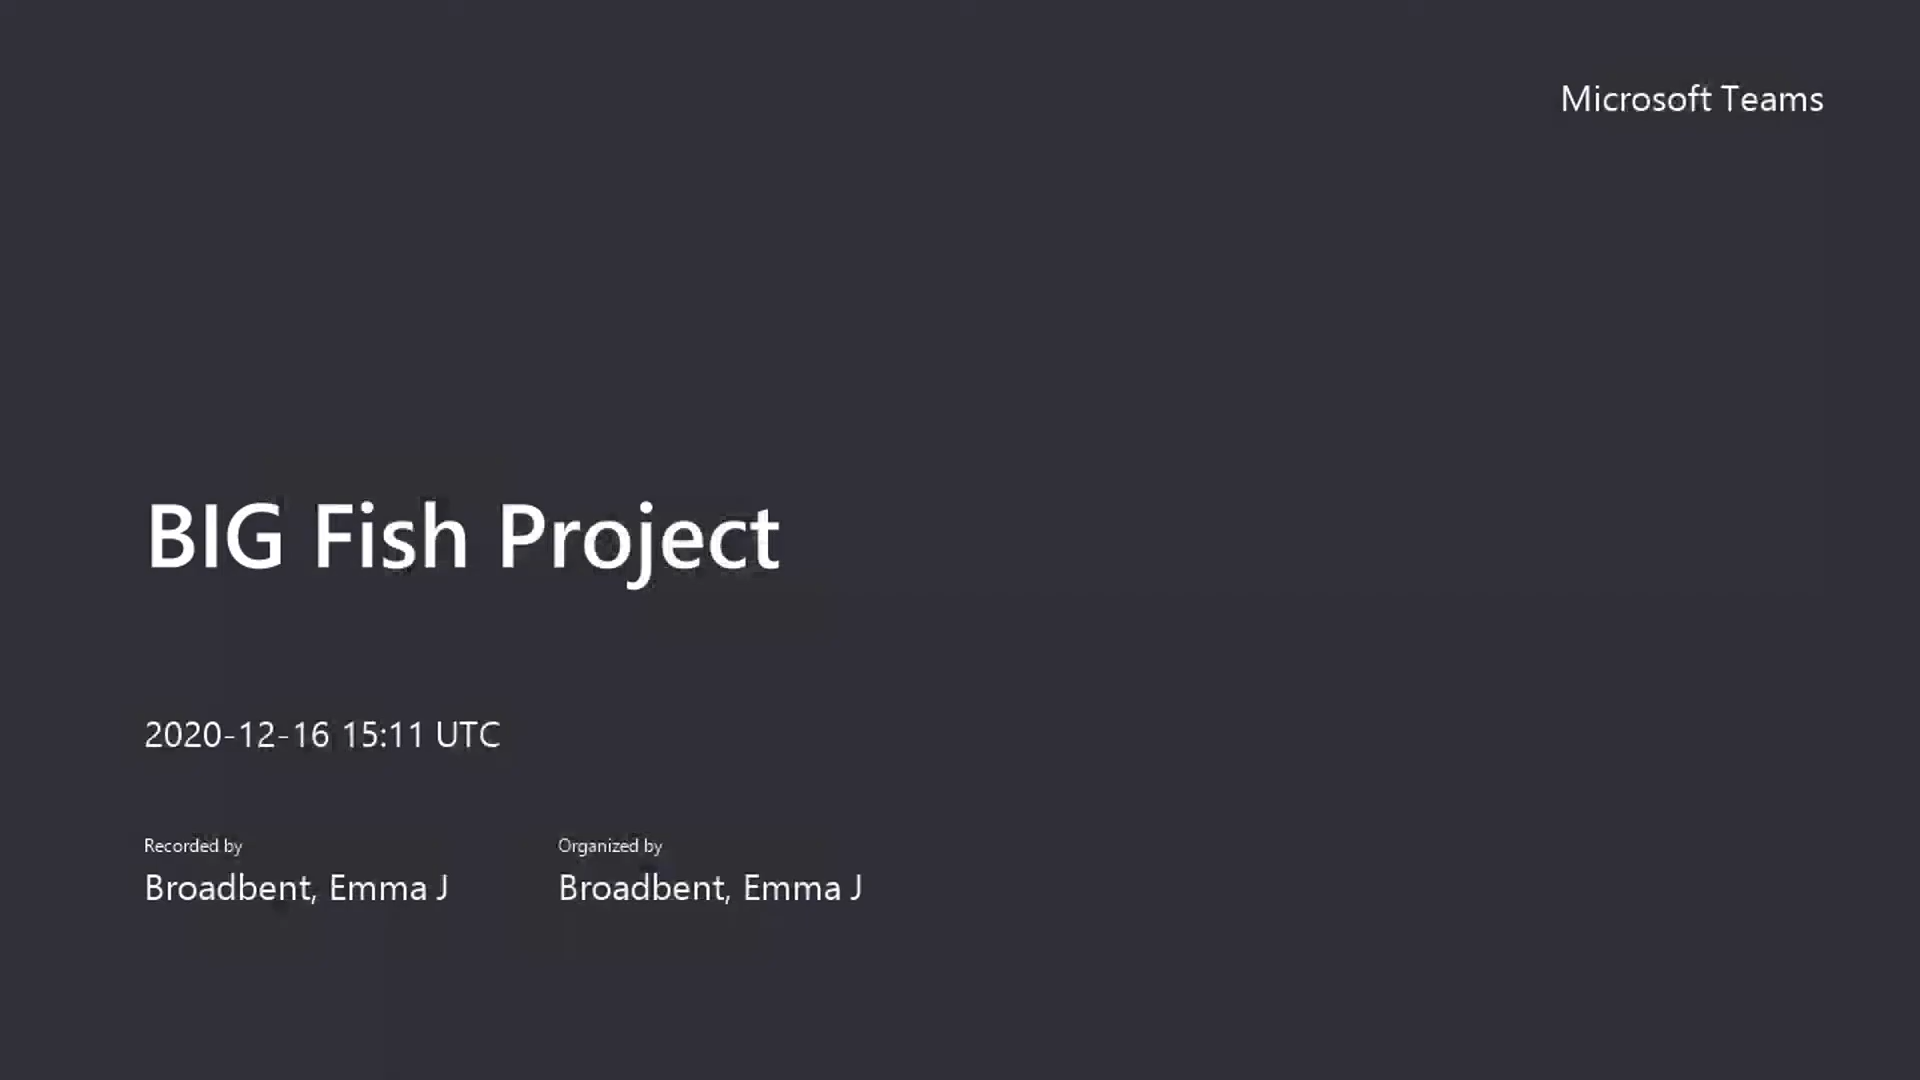 Microsoft Teams
BIG Fish Project
2020-12-16 15:11 UTC
Recorded by
Broadbent, Emma J
Organized by
Broadbent, Emma J